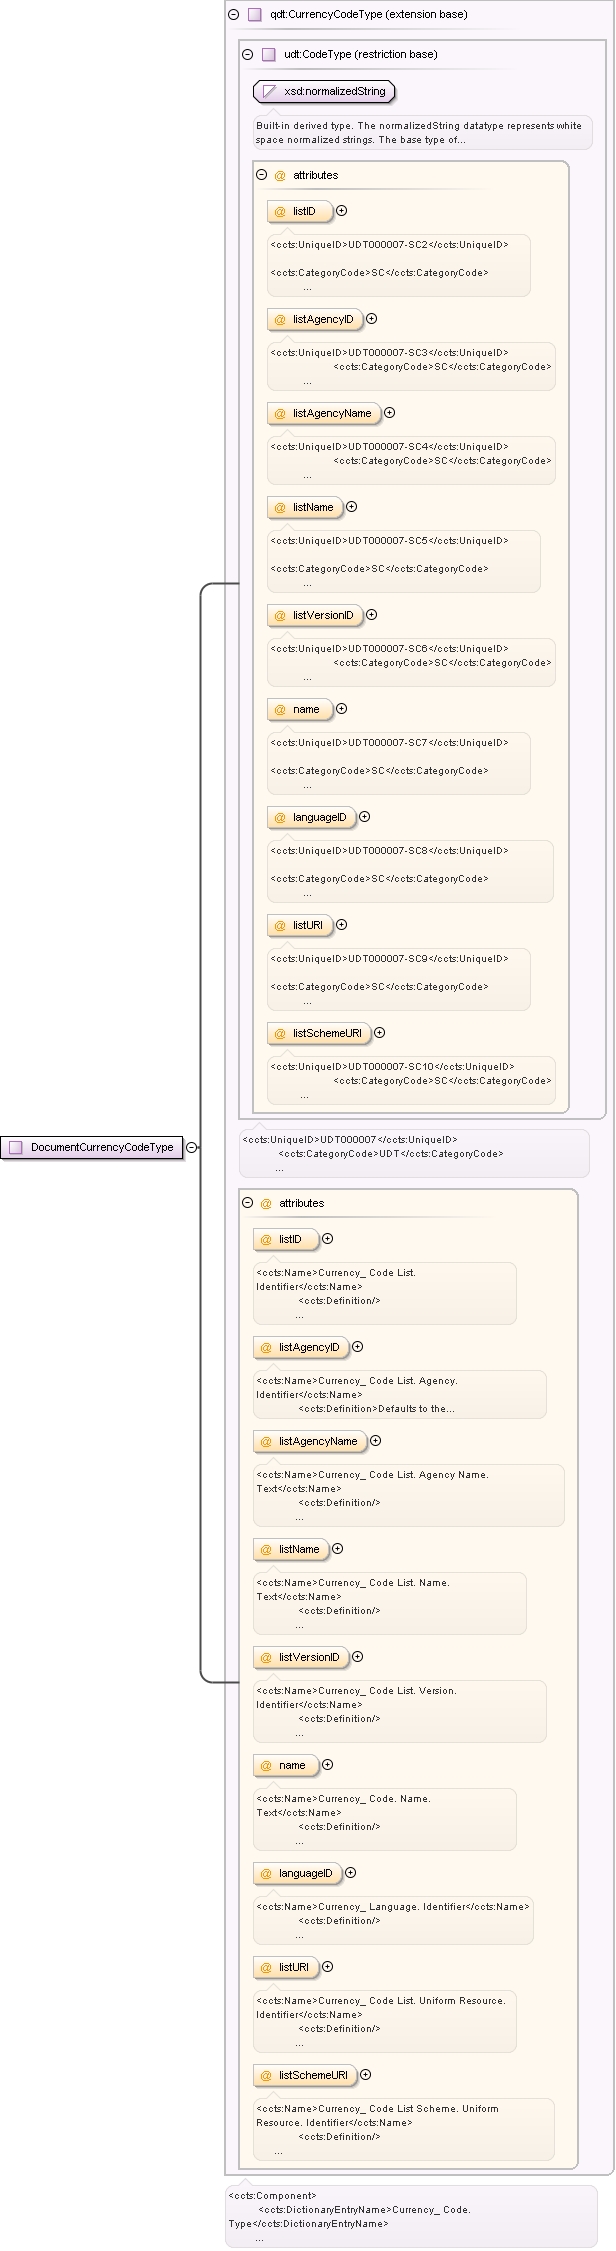 qdt:CurrencyCodeType (extension base)
udt:CodeType (restriction base)
xsd:normalizedString
Built-in derived type. The normalizedString datatype represents white
space normalized strings. The base type of...
@ attributes
@ listID
<ccts:UniqueID>UDT000007-SC2</ccts:UniqueID>
<ccts:CategoryCode>SC</ccts:CategoryCode>
...
@ listAgencyID
<ccts:UniqueID>UDT000007-SC3</ccts:UniqueID>
<ccts:CategoryCode>SC</ccts:CategoryCode>
...
@ listAgencyName
<ccts:UniqueID>UDT000007-SC4</ccts:UniqueID>
<ccts:CategoryCode>SC</ccts:CategoryCode>
...
@ listName
<ccts:UniqueID>UDT000007-SC5</ccts:UniqueID>
<ccts:CategoryCode>SC</ccts:CategoryCode>
...
@ listVersionID
<ccts:UniqueID>UDT000007-SC6</ccts:UniqueID>
<ccts:CategoryCode>SC</ccts:CategoryCode>
...
@ name
<ccts:UniqueID>UDT000007-SC7</ccts:UniqueID>
<ccts:CategoryCode>SC</ccts:CategoryCode>
...
@ languageID
<ccts:UniqueID>UDT000007-SC8</ccts:UniqueID>
<ccts:CategoryCode>SC</ccts:CategoryCode>
...
@ listURI
<ccts:UniqueID>UDT000007-SC9</ccts:UniqueID>
<ccts:CategoryCode>SC</ccts:CategoryCode>
...
@ listSchemeURI
<ccts:UniqueID>UDT000007-SC10</ccts:UniqueID>
<ccts:CategoryCode>SC</ccts:CategoryCode>
...
DocumentCurrencyCodeType
<ccts:UniqueID>UDT000007</ccts:UniqueID>
<ccts:CategoryCode>UDT</ccts:CategoryCode>
...
@ attributes
@ listID
<ccts:Name>Currency_ Code List.
Identifier</ccts:Name>
<ccts:Definition/>
...
@ listAgencyID
<ccts:Name>Currency_ Code List. Agency.
Identifier</ccts:Name>
<ccts:Definition>Defaults to the...
@ listAgencyName
<ccts:Name>Currency_ Code List. Agency Name.
Text</ccts:Name>
<ccts:Definition/>
...
@ listName
<ccts:Name>Currency_ Code List. Name.
Text</ccts:Name>
<ccts:Definition/>
...
@ listVersionID
<ccts:Name>Currency_ Code List. Version.
Identifier</ccts:Name>
<ccts:Definition/>
...
@ name
<ccts:Name>Currency_ Code. Name.
Text</ccts:Name>
<ccts:Definition/>
...
@ languageID
<ccts:Name>Currency_ Language. Identifier</ccts:Name>
<ccts:Definition/>
...
@ listURI
<ccts:Name>Currency_ Code List. Uniform Resource.
Identifier</ccts:Name>
<ccts:Definition/>
...
@ listSchemeURI
<ccts:Name>Currency_ Code List Scheme. Uniform
Resource. Identifier</ccts:Name>
<ccts:Definition/>
...
<ccts:Component>
<ccts:DictionaryEntryName>Currency_ Code.
Type</ccts:DictionaryEntryName>
...